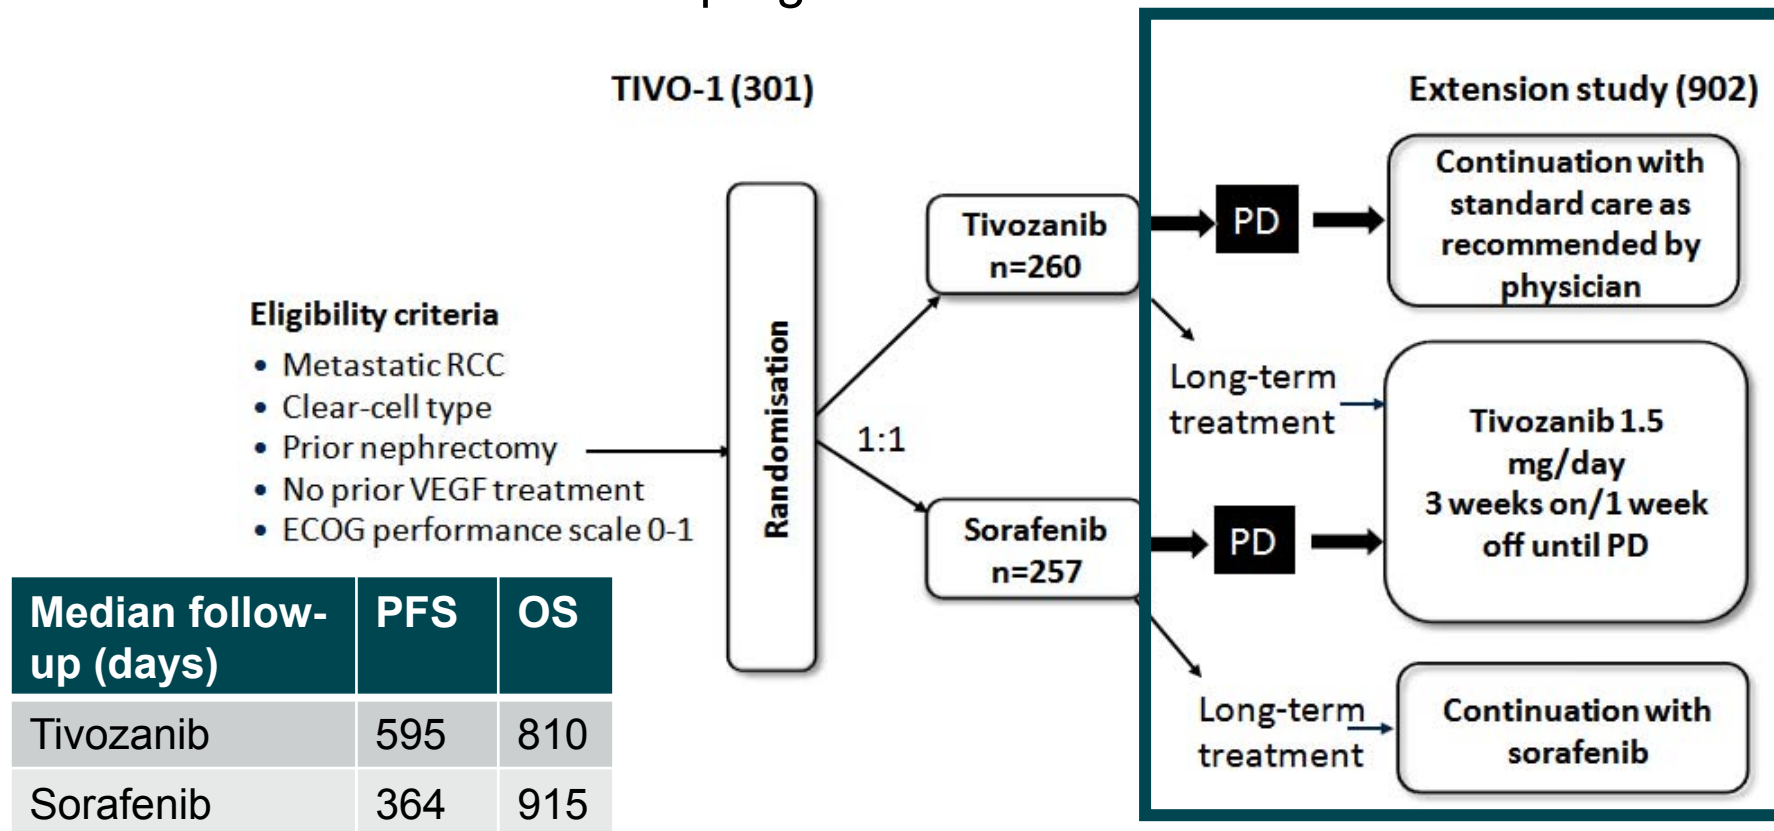 TIVO-1 (301)
Extension study (902)
Eligibility criteria
• Metastatic RCC
• Clear-cell type
• Prior nephrectomy
• No prior VEGF treatment
• ECOG performance scale 0-1
Randomisation
1:1
Tivozanib
n=260
Sorafenib
n=257
PD
Continuation with
standard care as
recommended by
physician
Long-term
treatment
Tivozanib 1.5
mg/day
3 weeks on/1 week
off until PD
PD
Long-term
treatment
Continuation with
sorafenib
Median follow-
up (days) PFS OS
Tivozanib 595 810
Sorafenib 364 915